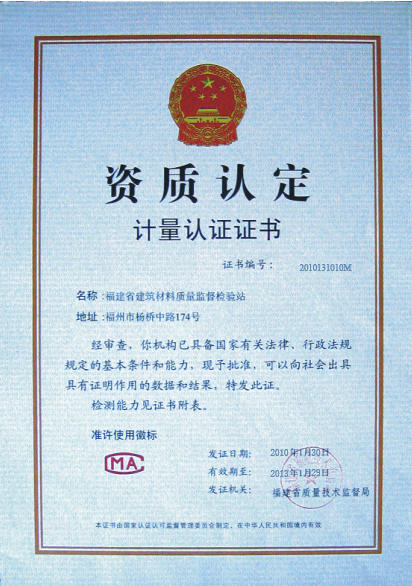 资质认定
计量认证证书
证书编号： 2010131010M
名称：福建省建筑材料质量监督检验站
地址：福州市杨桥中路174号
经审查，你机构已具备国家有关法律、行政法规
规定的基本条件和能力，现予批准，可以向社会出具
具有证明作用的数据和结果，特发此证。
检测能力见证书附表。
准许使用徽标
MA
发证日期： 2010年1月30日
有效期至： 2013年1月29日
发证机关： 福建省质量技术监督局
本证书由国家认证认可监督管理委员会制定，在中华人民共和国境内有效